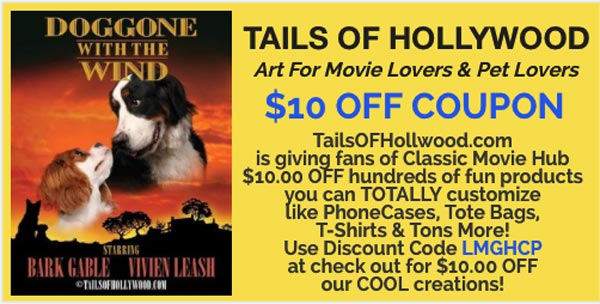 DOGGONE
WITH THE
WIND
STARRING
BARK GABLE VIVIEN LEASH
©TAILSOFHOLLYWOOD.COM
TAILS OF HOLLYWOOD
Art For Movie Lovers & Pet Lovers
$10 OFF COUPON
TailsOFHollwood.com
is giving fans of Classic Movie Hub
$10.00 OFF hundreds of fun products
you can TOTALLY customize
like PhoneCases, Tote Bags,
T-Shirts & Tons More!
Use Discount Code LMGHCP
at check out for $10.00 OFF
our COOL creations!